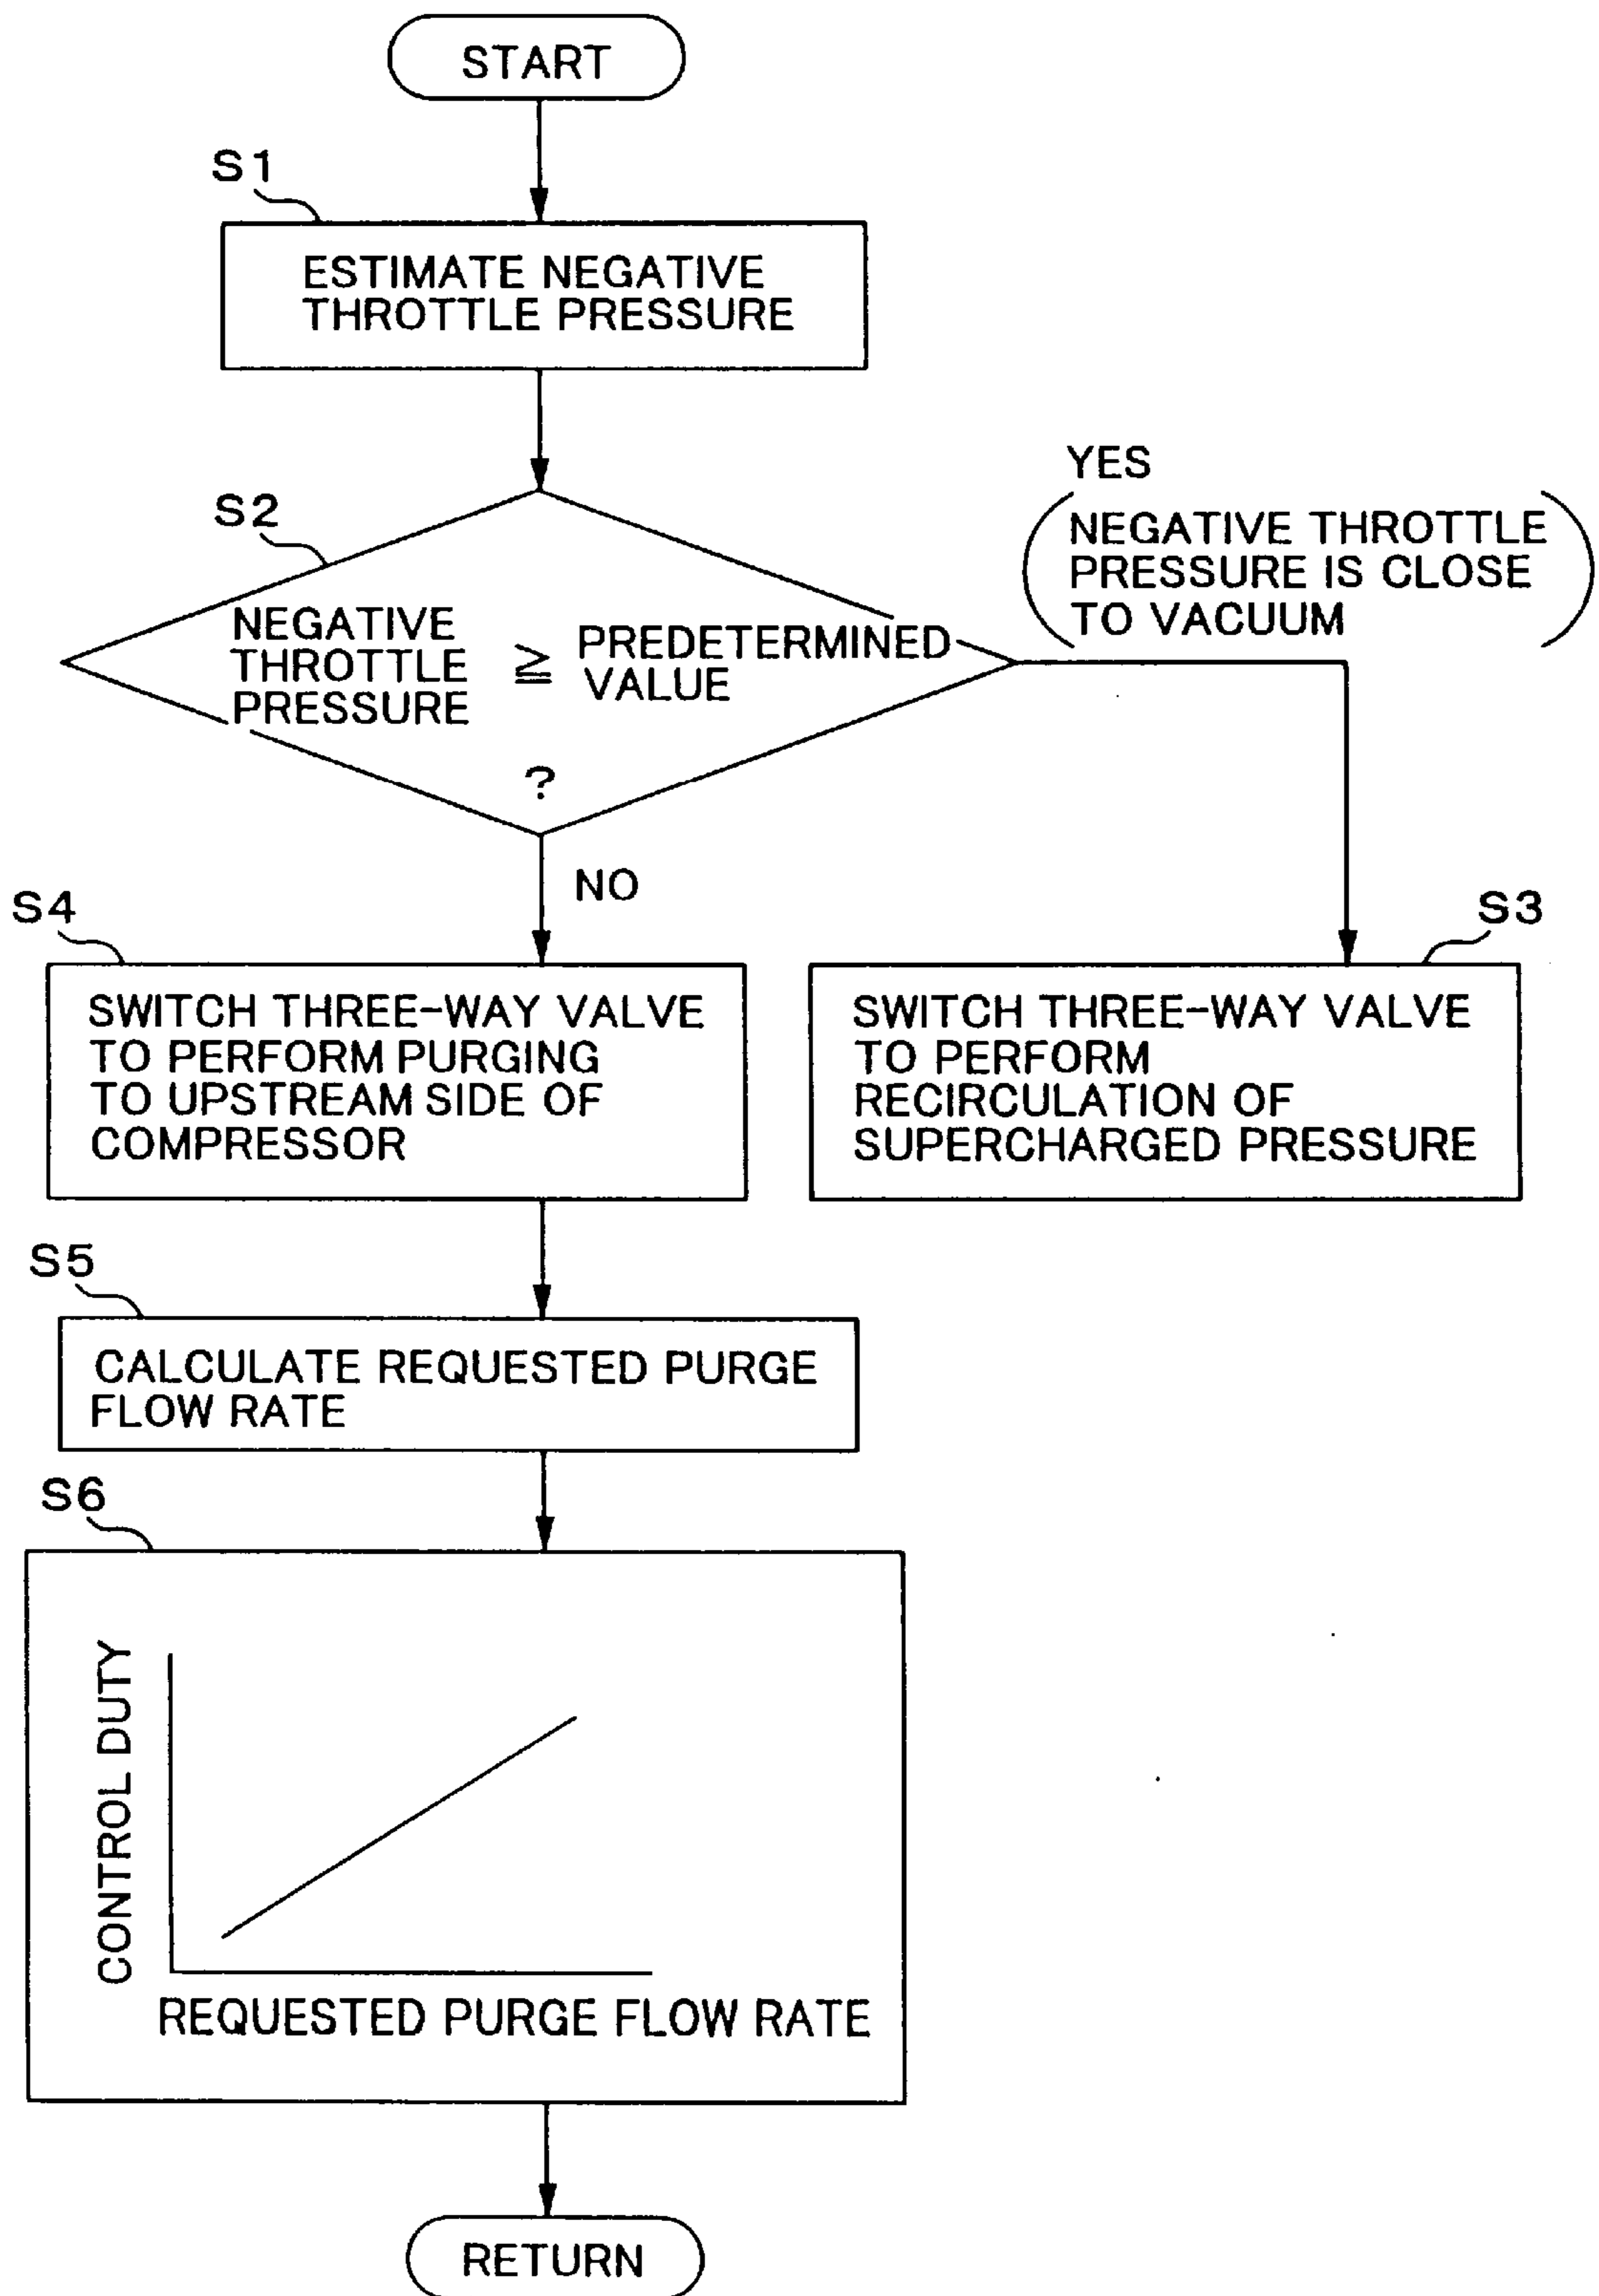 START
S1
ESTIMATE NEGATIVE
THROTTLE PRESSURE
S2
NEGATIVE
THROTTLE
PRESSURE
≧
PREDETERMINED
VALUE
?
YES
NEGATIVE THROTTLE
PRESSURE IS CLOSE
TO VACUUM
NO
S4
SWITCH THREE-WAY VALVE
TO PERFORM PURGING
TO UPSTREAM SIDE OF
COMPRESSOR
S3
SWITCH THREE-WAY VALVE
TO PERFORM
RECIRCULATION OF
SUPERCHARGED PRESSURE
S5
CALCULATE REQUESTED PURGE
FLOW RATE
S6
CONTROL DUTY
REQUESTED PURGE FLOW RATE
RETURN